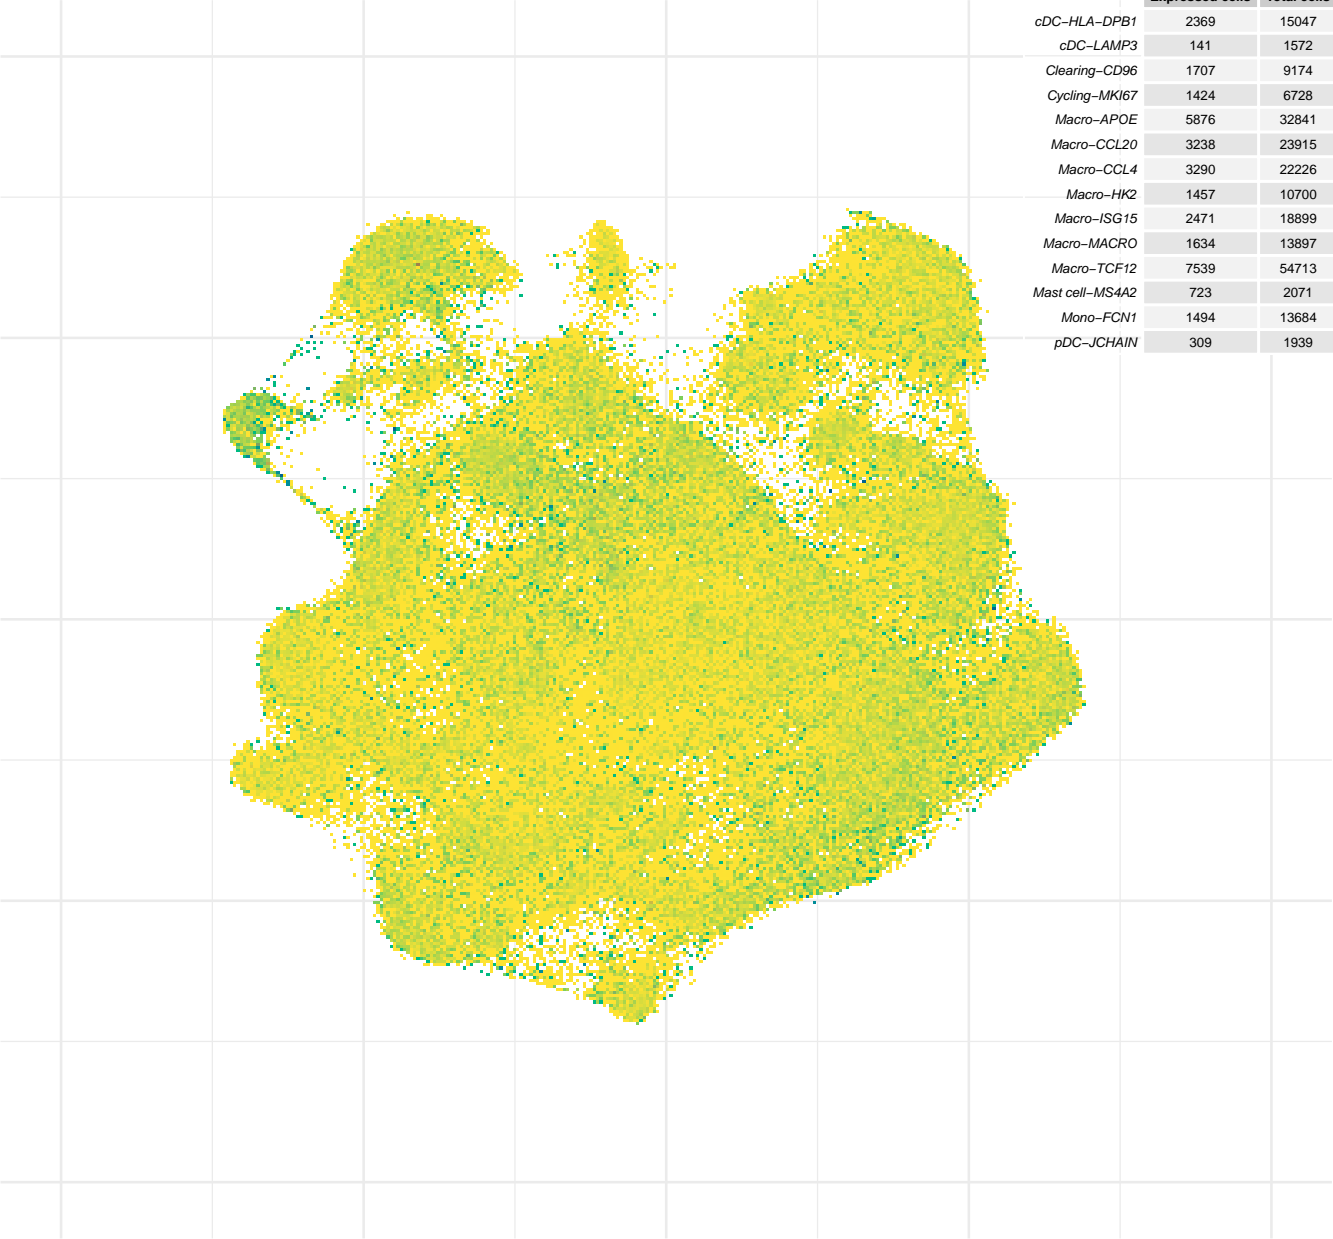 cDC−HLA−DPB1 2369 15047
cDC−LAMP3 141 1572
Clearing−CD96 1707 9174
Cycling−MKI67 1424 6728
Macro−APOE 5876 32841
Macro−CCL20 3238 23915
Macro−CCL4 3290 22226
Macro−HK2 1457 10700
Macro−ISG15 2471 18899
Macro−MACRO 1634 13897
Macro−TCF12 7539 54713
Mast cell−MS4A2 723 2071
Mono−FCN1 1494 13684
pDC−JCHAIN 309 1939